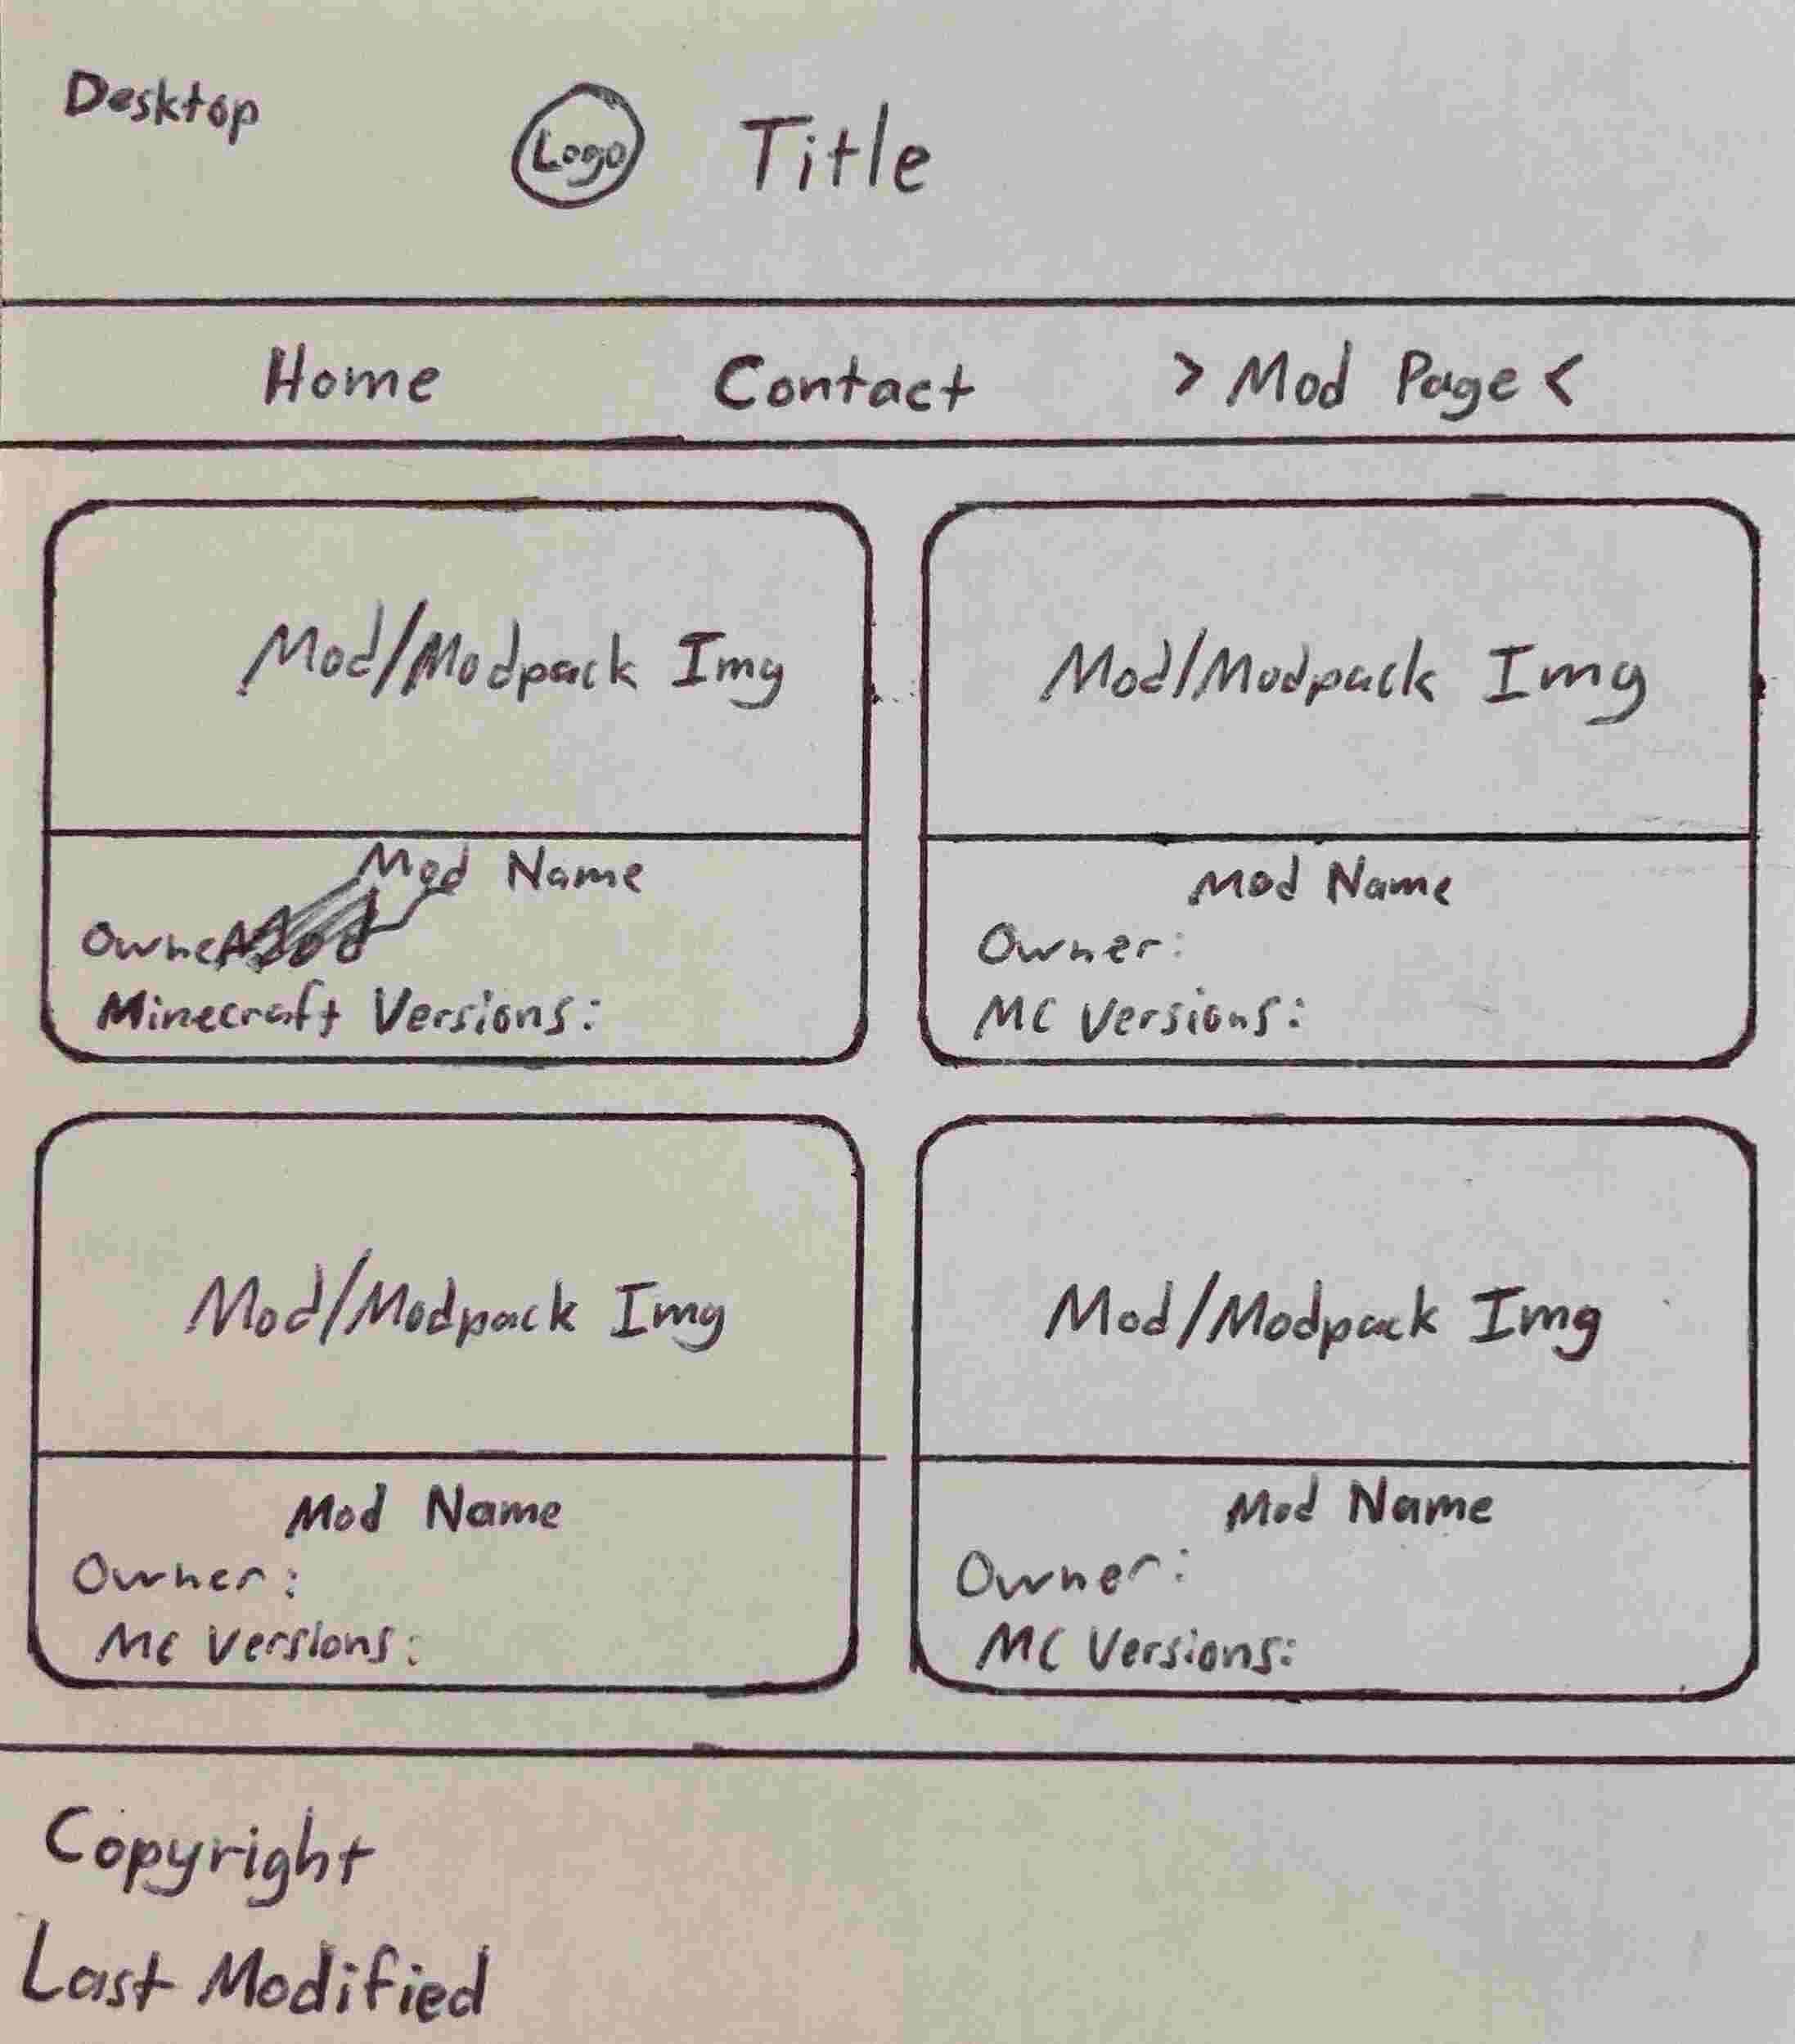 Desktop
Logo
Title
Home Contact > Mod Page <
Mod/Modpack Img
Mod Name
Minecraft Versions:
Mod/Modpack Img
Mod Name
Owner:
MC Versions:
Mod/Modpack Img
Mod Name
Owner:
MC Versions:
Mod/Modpack Img
Mod Name
Owner:
MC Versions:
Copyright
Last Modified